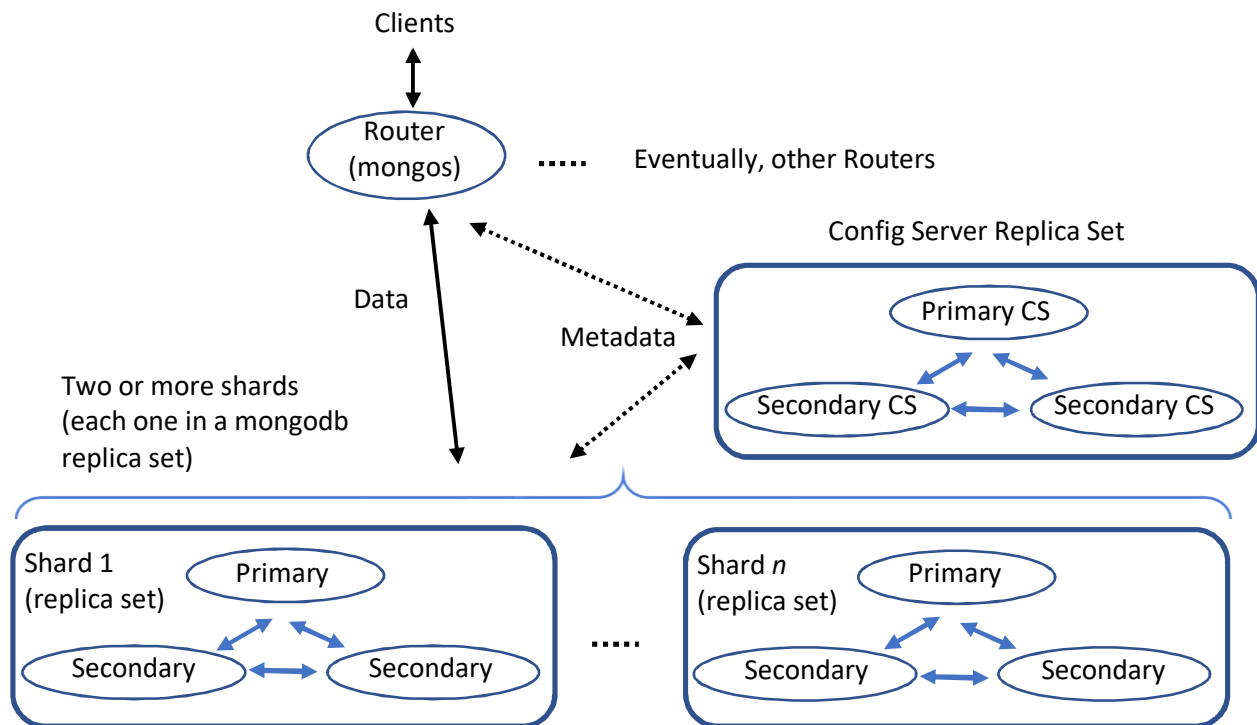 Clients
Router
(mongos)
Eventually, other Routers
Config Server Replica Set
Data
Primary CS
Metadata
Two or more shards
(each one in a mongodb
replica set)
Secondary CS
Secondary CS
Shard 1
(replica set)
Primary
Secondary
Secondary
Shard n
(replica set)
Primary
Secondary
Secondary